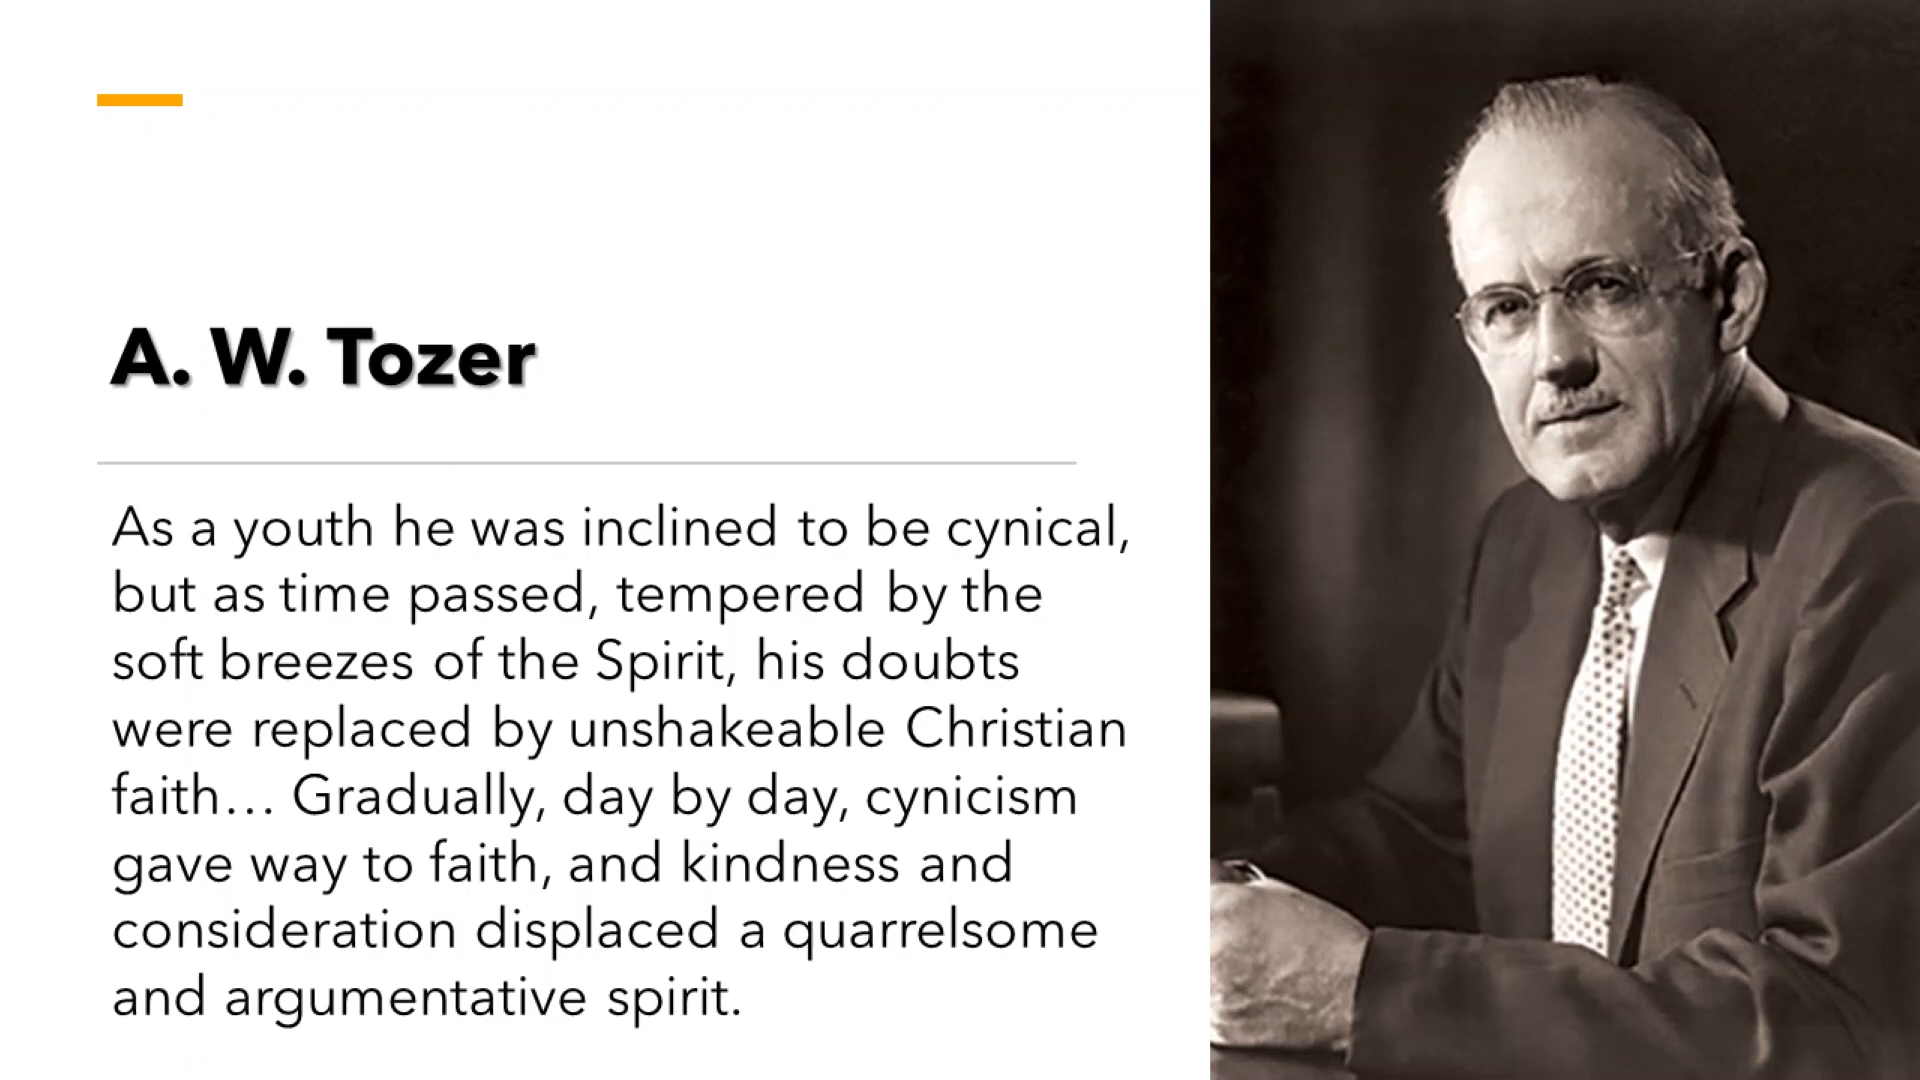 A. W. Tozer
As a youth he was inclined to be cynical,
but as time passed, tempered by the
soft breezes of the Spirit, his doubts
were replaced by unshakeable Christian
faith… Gradually, day by day, cynicism
gave way to faith, and kindness and
consideration displaced a quarrelsome
and argumentative spirit.